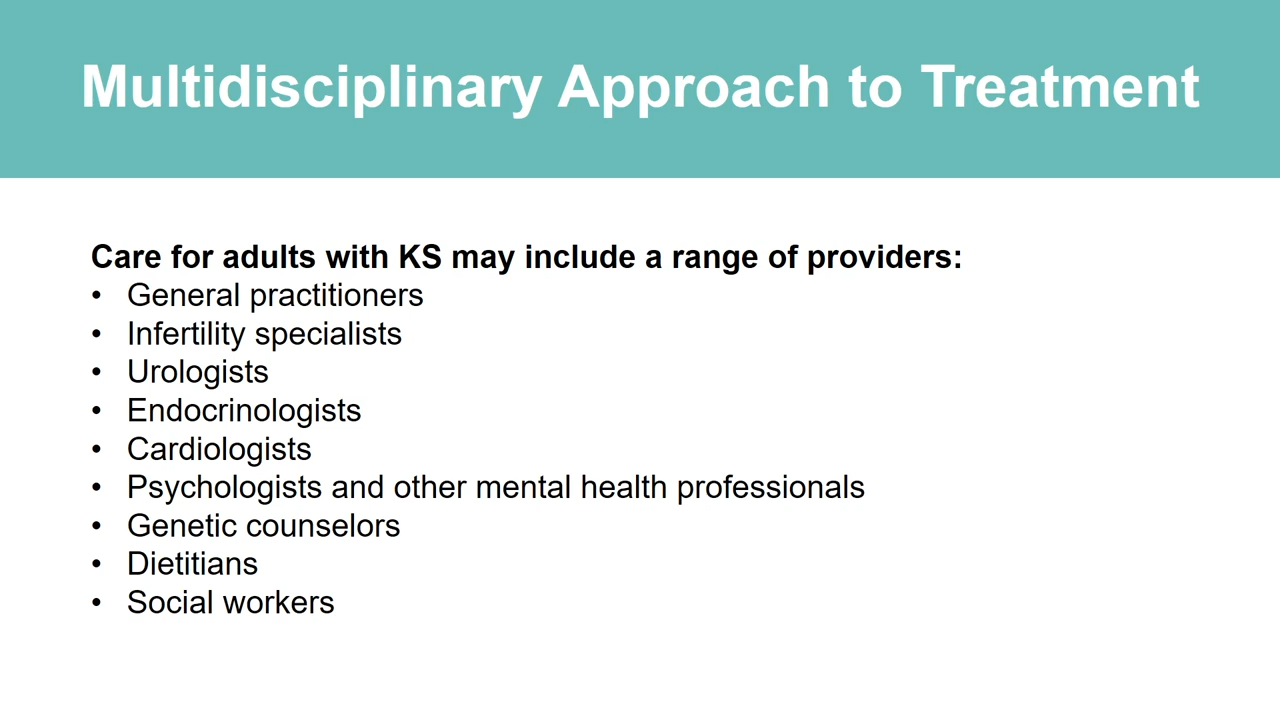 Multidisciplinary Approach to Treatment
Care for adults with KS may include a range of providers:
• General practitioners
• Infertility specialists
• Urologists
• Endocrinologists
• Cardiologists
• Psychologists and other mental health professionals
• Genetic counselors
• Dietitians
• Social workers